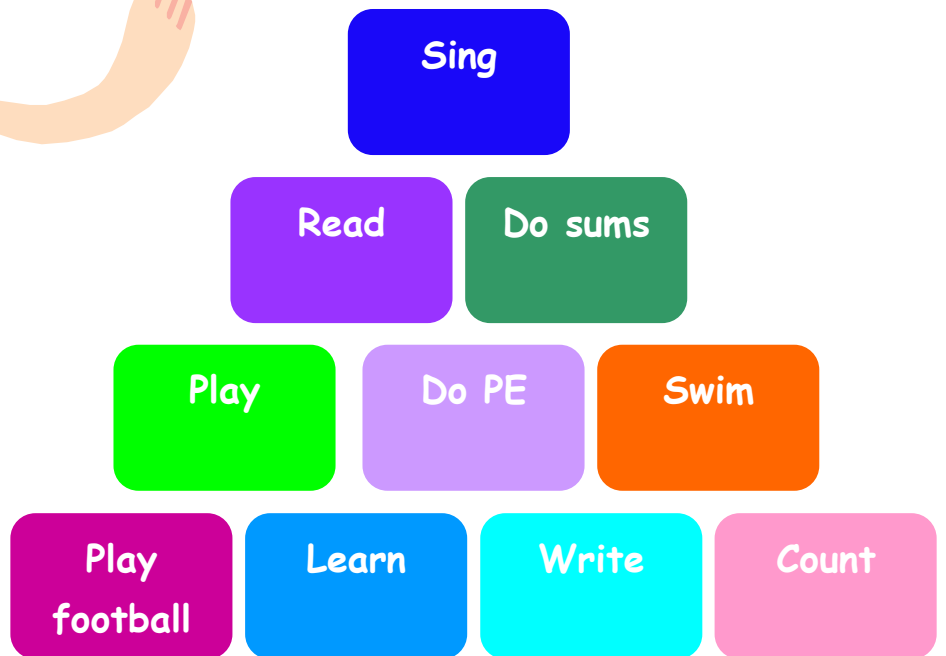 Sing
Read
Do sums
Play
Do PE
Swim
Play
football
Learn
Write
Count